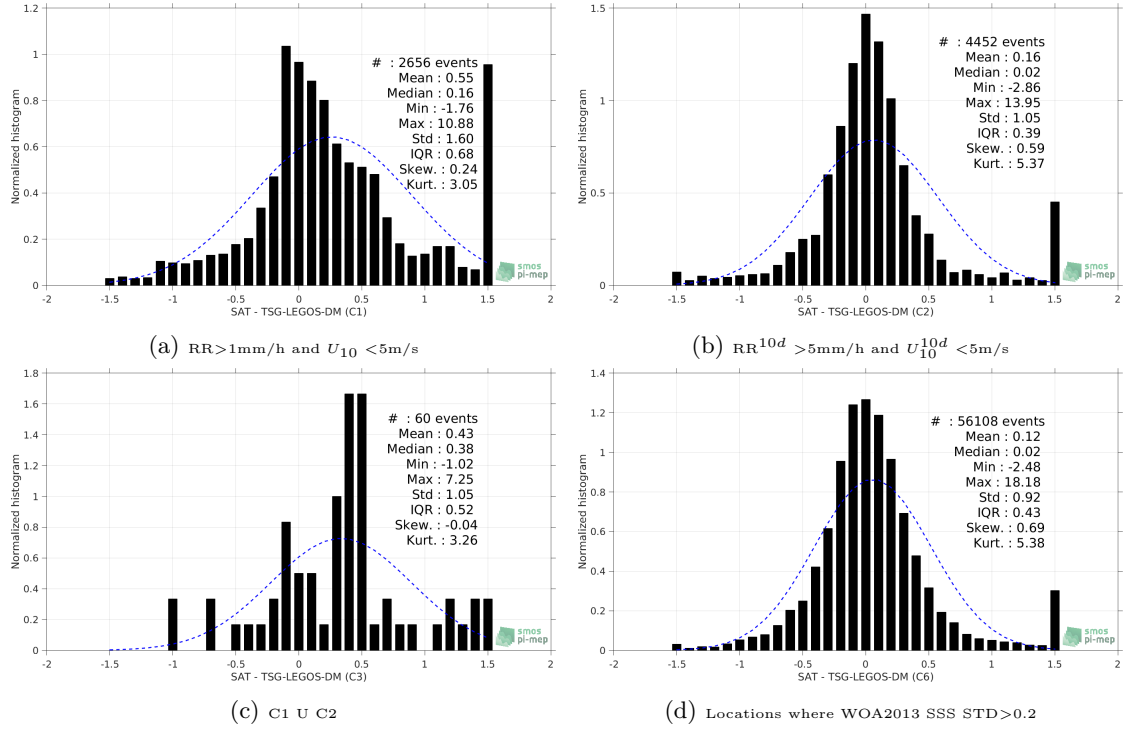 1.2
1
0.8
0.6
0.4
0.2
0
-2
-1.5
-1
-0.5
0
0.5
1
1.5
2
Normalized histogram
SAT - TSG-LEGOS-DM (C1)
# : 2656 events
Mean : 0.55
Median : 0.16
Min : -1.76
Max : 10.88
Std : 1.60
IQR : 0.68
Skew. : 0.24
Kurt. : 3.05
smos
pi-mep
(a) RR>1mm/h and U10 <5m/s
1.5
1
0.5
0
-2
-1.5
-1
-0.5
0
0.5
1
1.5
2
Normalized histogram
SAT - TSG-LEGOS-DM (C2)
# : 4452 events
Mean : 0.16
Median : 0.02
Min : -2.86
Max : 13.95
Std : 1.05
IQR : 0.39
Skew. : 0.59
Kurt. : 5.37
smos
pi-mep
(b) RR10d >5mm/h and U10 10d <5m/s
1.8
1.6
1.4
1.2
1
0.8
0.6
0.4
0.2
0
-2
-1.5
-1
-0.5
0
0.5
1
1.5
2
Normalized histogram
SAT - TSG-LEGOS-DM (C3)
# : 60 events
Mean : 0.43
Median : 0.38
Min : -1.02
Max : 7.25
Std : 1.05
IQR : 0.52
Skew. : -0.04
Kurt. : 3.26
smos
pi-mep
(c) C1 U C2
1.4
1.2
1
0.8
0.6
0.4
0.2
0
-2
-1.5
-1
-0.5
0
0.5
1
1.5
2
Normalized histogram
SAT - TSG-LEGOS-DM (C6)
# : 56108 events
Mean : 0.12
Median : 0.02
Min : -2.48
Max : 18.18
Std : 0.92
IQR : 0.43
Skew. : 0.69
Kurt. : 5.38
smos
pi-mep
(d) Locations where WOA2013 SSS STD>0.2